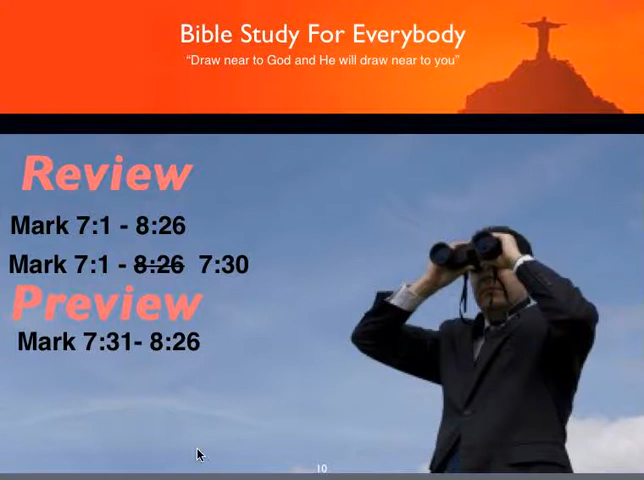 Bible Study For Everybody
“Draw near to God and He will draw near to you”
Review
Mark 7:1 - 8:26
Mark 7:1 - 8:26 7:30
Preview
Mark 7:31- 8:26
10